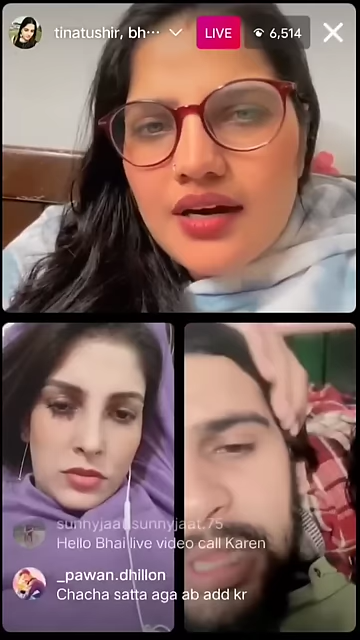 tinatushir, bh···
LIVE
6,514
sunnyjaat.sunnyjaat.75
Hello Bhai live video call Karen
_pawan.dhillon
Chacha satta aga ab add kr